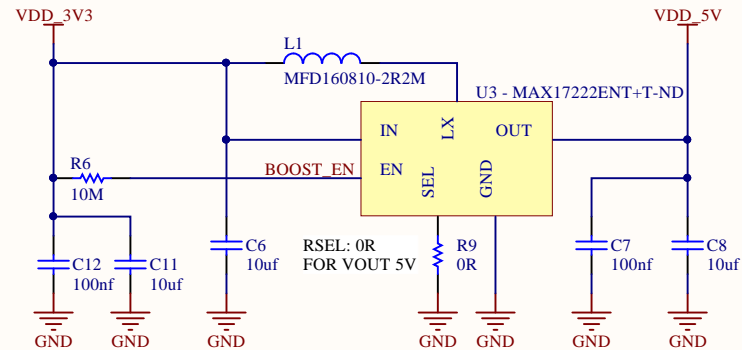 VDD_3V3
VDD_5V
L1
MFD160810-2R2M
U3 - MAX17222ENT+T-ND
IN
LX
OUT
R6
10M
BOOST_EN
EN
SEL
GND
C12
100nf
C11
10uf
C6
10uf
RSEL: 0R
FOR VOUT 5V
R9
0R
C7
100nf
C8
10uf
GND
GND
GND
GND
GND
GND
GND